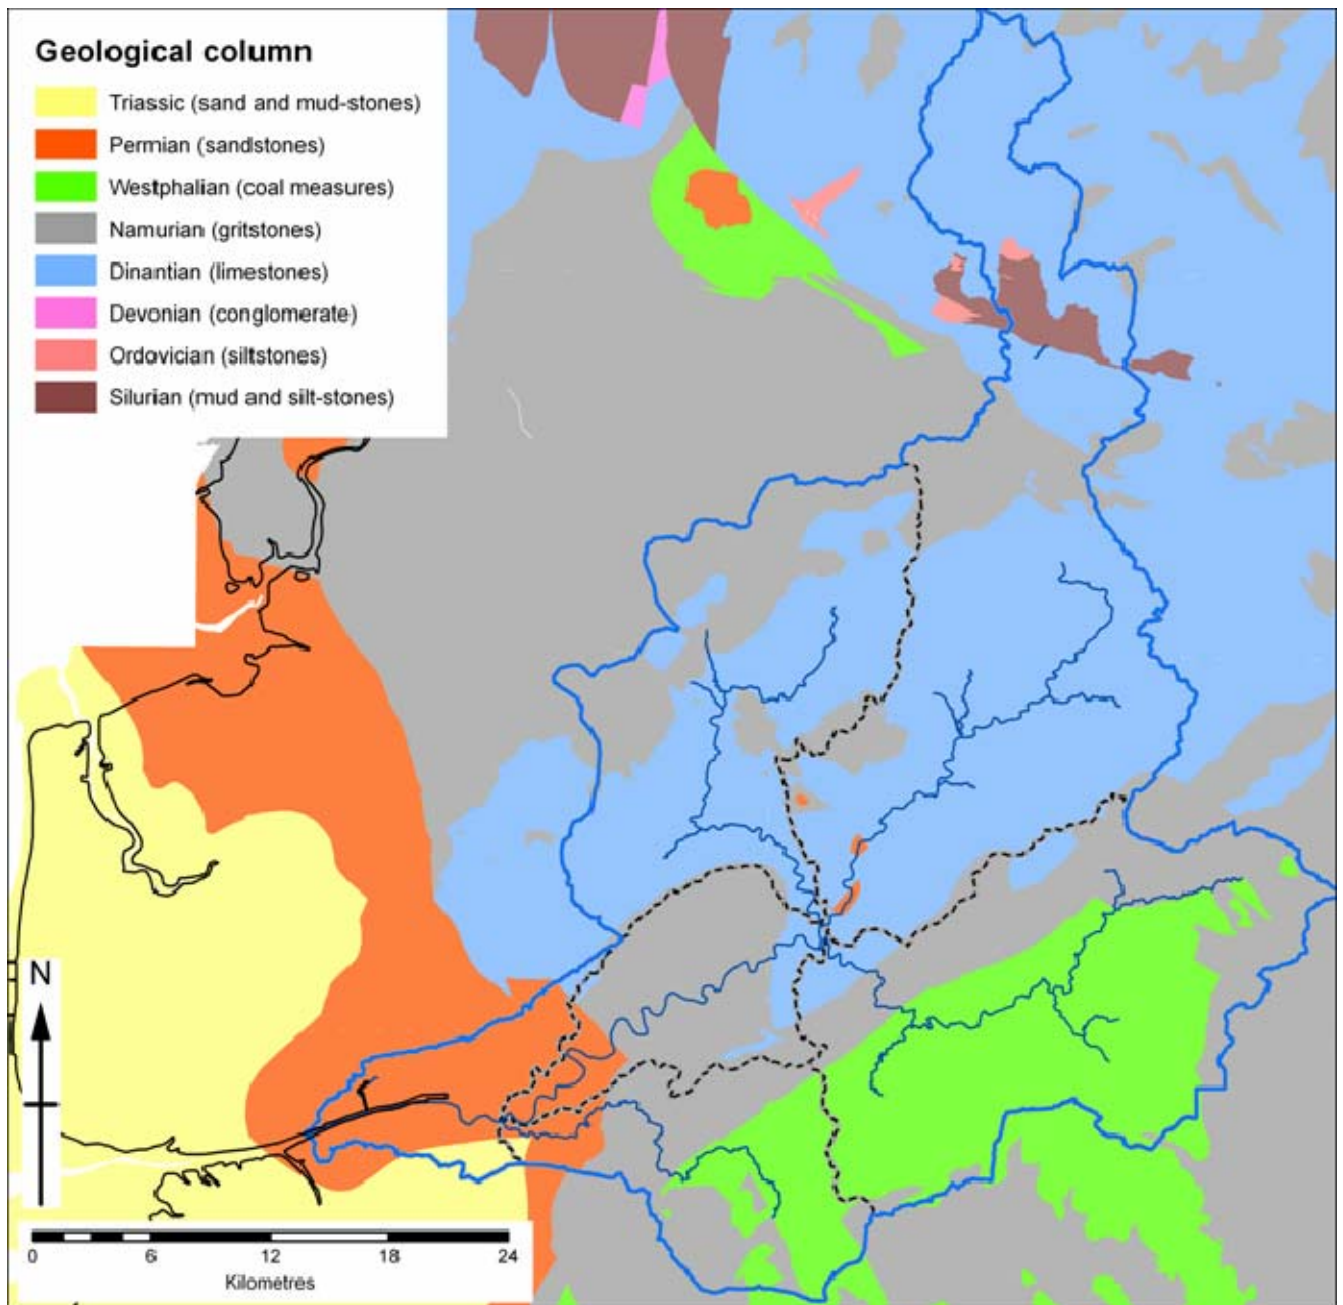 Geological column
Triassic (sand and mud-stones)
Permian (sandstones)
Westphalian (coal measures)
Namurian (gritstones)
Dinantian (limestones)
Devonian (conglomerate)
Ordovician (siltstones)
Silurian (mud and silt-stones)
N
0 6 12 18 24
Kilometres